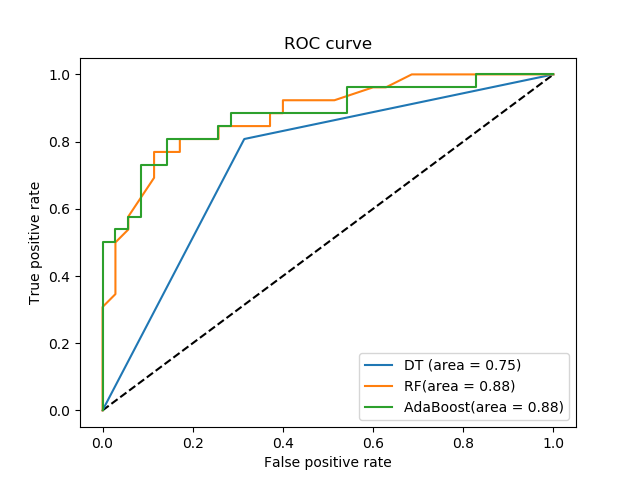 ROC curve
1.0
0.8
0.6
0.4
0.2
0.0
True positive rate
DT (area = 0.75)
RF(area = 0.88)
AdaBoost(area = 0.88)
0.0 0.2 0.4 0.6 0.8 1.0
False positive rate